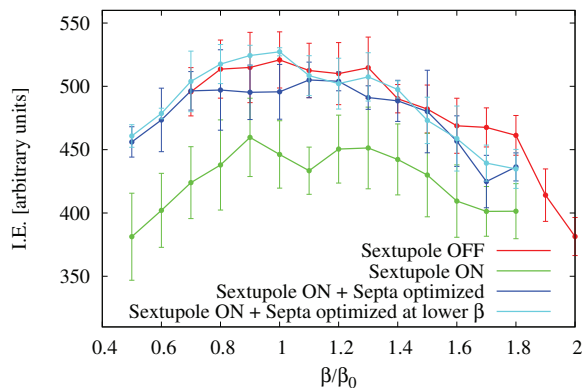 550
500
450
400
350
I.E. [arbitrary units]
Sextupole OFF
Sextupole ON
Sextupole ON + Septa optimized
Sextupole ON + Septa optimized at lower β
0.4 0.6 0.8 1 1.2 1.4 1.6 1.8 2
β/β₀